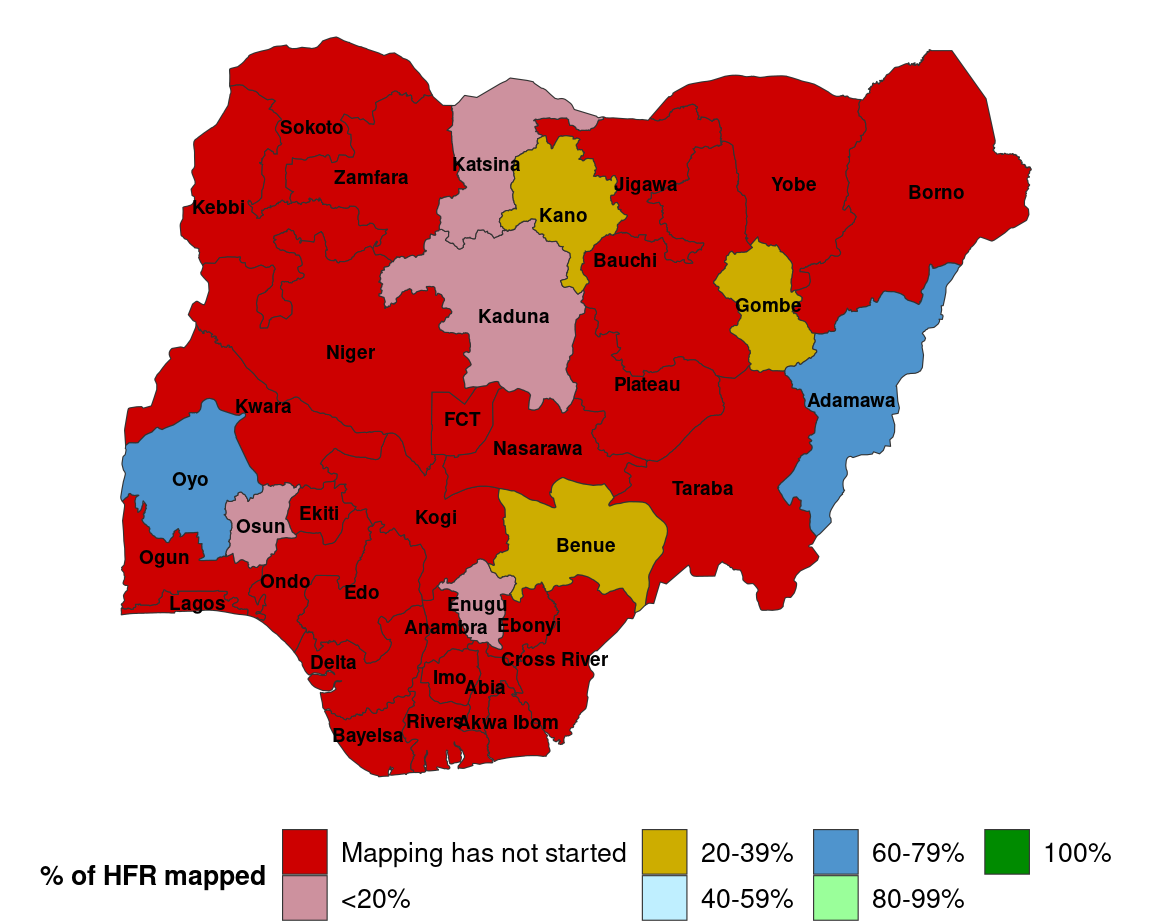 Sokoto
Katsina
Zamfara
Jigawa
Yobe
Borno
Kebbi
Kano
Bauchi
Gombe
Kaduna
Niger
Plateau
Adamawa
Kwara
FCT
Nasarawa
Oyo
Taraba
Ekiti
Kogi
Osun
Benue
Ogun
Ondo
Edo
Lagos
Enugu
Anambra
Ebonyi
Delta
Cross River
Imo
Abia
Rivers
Akwa Ibom
Bayelsa
% of HFR mapped
Mapping has not started
<20%
20-39%
40-59%
60-79%
80-99%
100%